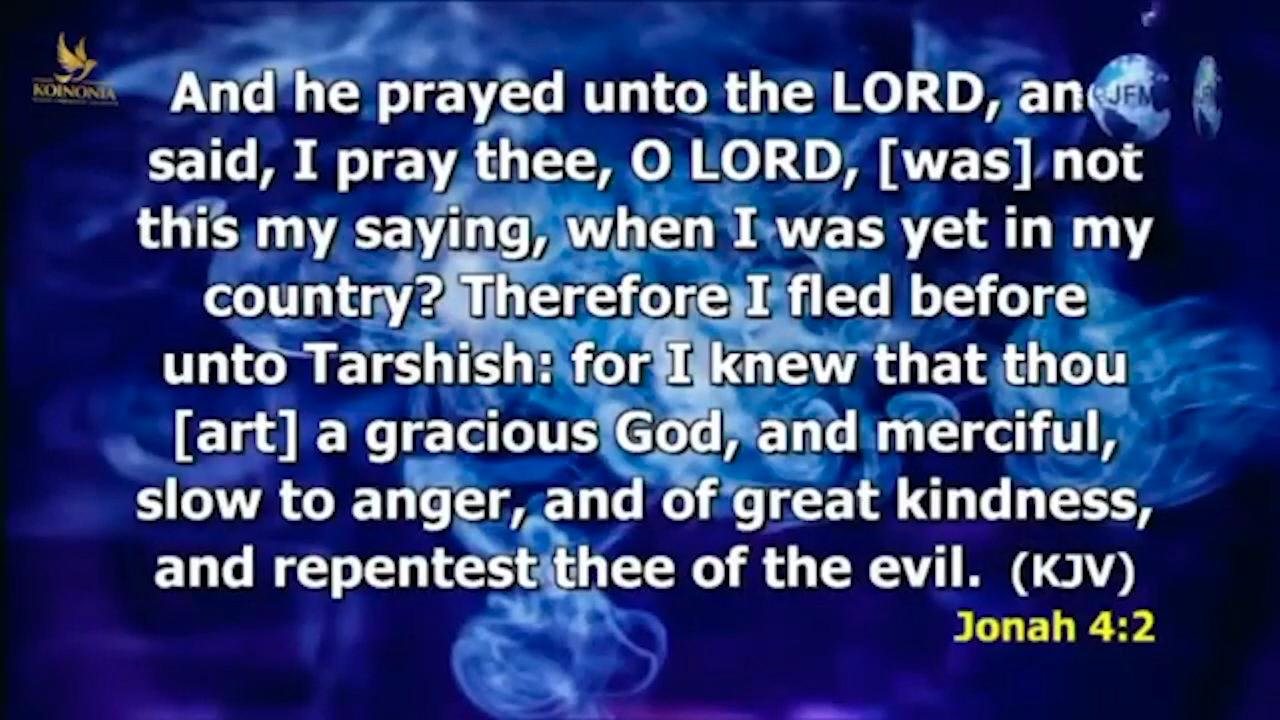 KOINONIA
And he prayed unto the LORD, an
JFM
said, I pray thee, O LORD, [was] not
this my saying, when I was yet in my
country? Therefore I fled before
unto Tarshish: for I knew that thou
[art] a gracious God, and merciful,
slow to anger, and of great kindness,
and repentest thee of the evil. (KJV)
Jonah 4:2